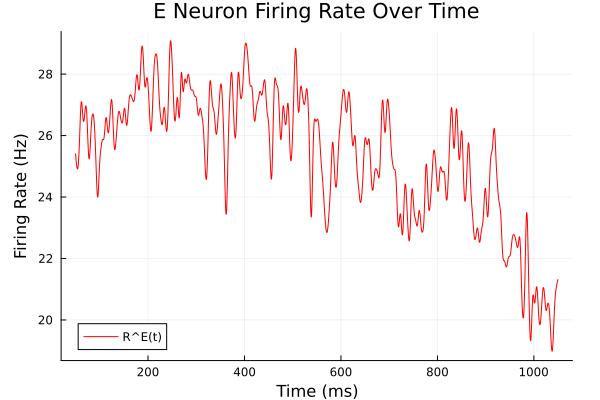 E Neuron Firing Rate Over Time
Firing Rate (Hz)
28
26
24
22
20
R^E(t)
200 400 600 800 1000
Time (ms)